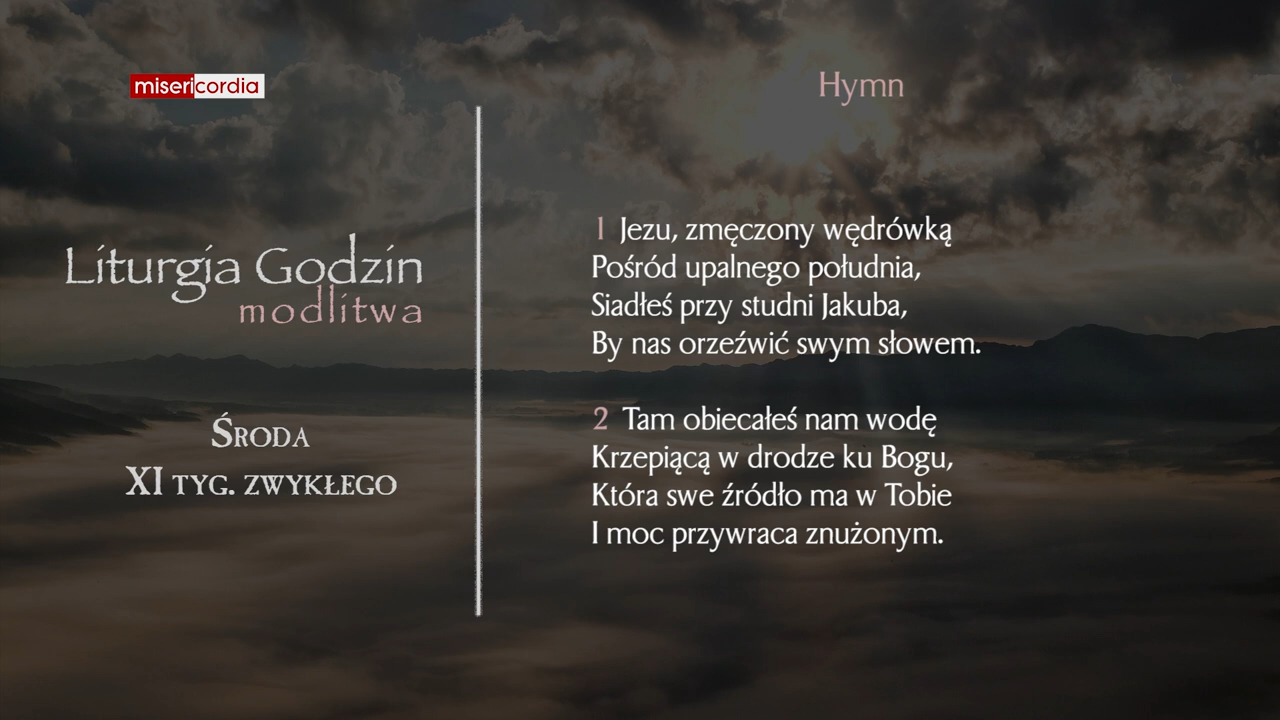 misericordia
Liturgia Godzin
modlitwa
Środa
XI tyg. zwykłego
Hymn
1 Jezu, zmęczony wędrówką
Pośród upalnego południa,
Siadłeś przy studni Jakuba,
By nas orzeźwić swym słowem.
2 Tam obiecałeś nam wodę
Krzepiącą w drodze ku Bogu,
Która swe źródło ma w Tobie
I moc przywraca znużonym.